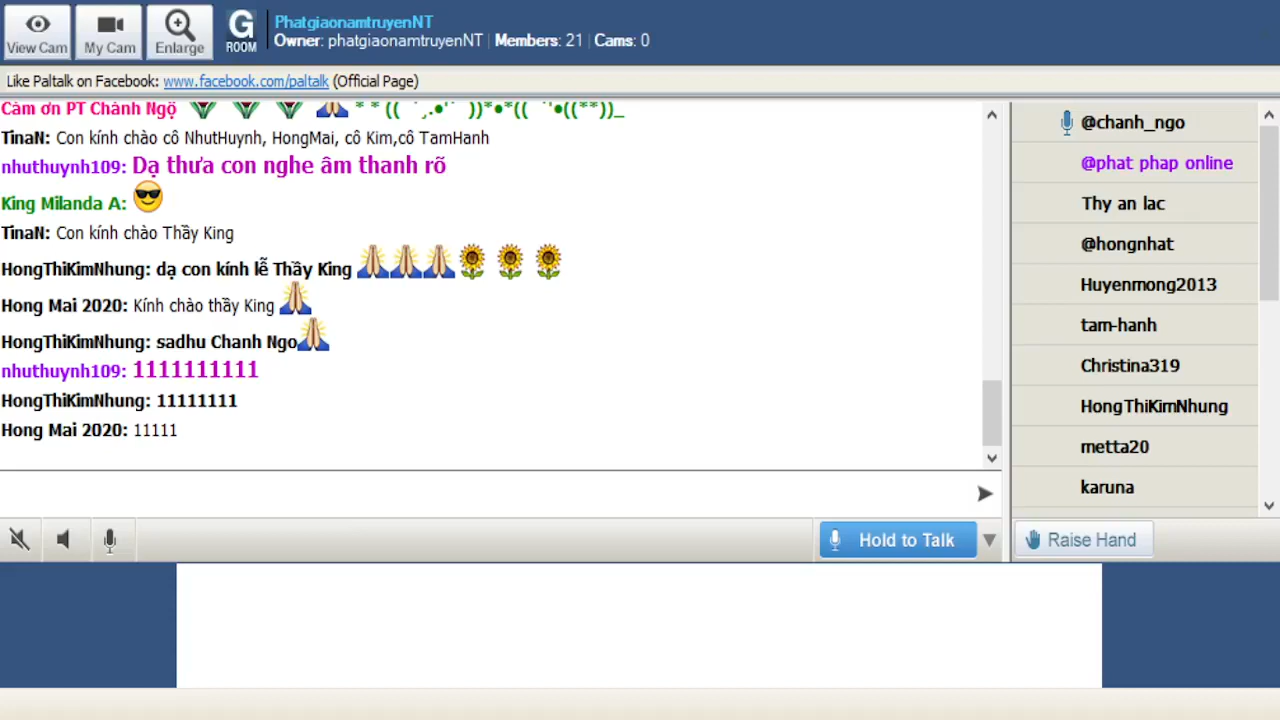 View Cam
My Cam
Enlarge
G
ROOM
PhatgiaonamtruyenNT
Owner: phatgiaonamtruyenNT | Members: 21 | Cams: 0
Like Paltalk on Facebook: www.facebook.com/paltalk (Official Page)
Cảm ơn PT Chánh Ngộ
TinaN: Con kính chào cô NhutHuynh, HongMai, cô Kim,cô TamHanh
nhuthuynh109: Dạ thưa con nghe âm thanh rõ
King Milanda A:
TinaN: Con kính chào Thầy King
HongThiKimNhung: dạ con kính lễ Thầy King
Hong Mai 2020: Kính chào thầy King
HongThiKimNhung: sadhu Chanh Ngo
nhuthuynh109: 1111111111
HongThiKimNhung: 11111111
Hong Mai 2020: 11111
@chanh_ngo
@phat phap online
Thy an lac
@hongnhat
Huyenmong2013
tam-hanh
Christina319
HongThiKimNhung
metta20
karuna
Hold to Talk
Raise Hand